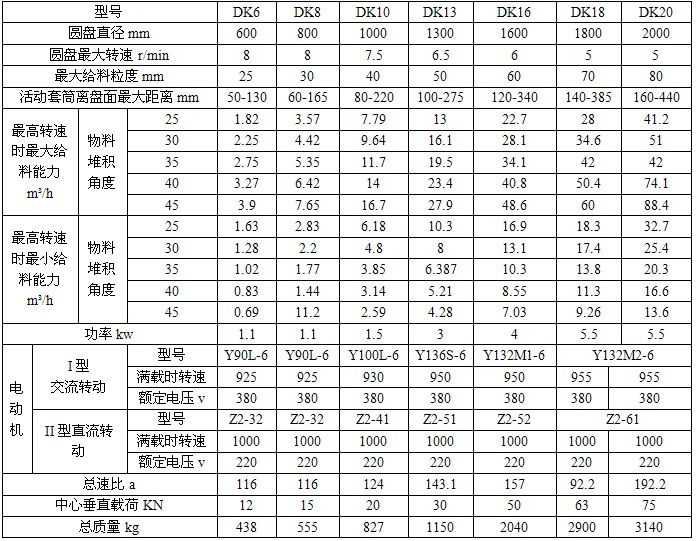 型号 DK6 DK8 DK10 DK13 DK16 DK18 DK20
圆盘直径 mm 600 800 1000 1300 1600 1800 2000
圆盘最大转速 r/min 8 8 7.5 6.5 6 5 5
最大给料粒度 mm 25 30 40 50 60 70 80
活动套筒离盘面最大距离 mm 50-130 60-165 80-220 100-275 120-340 140-385 160-440
最高转速时最大给料能力 m³/h 物料堆积角度 25 1.82 3.57 7.79 13 22.7 28 41.2
30 2.25 4.42 9.64 16.1 28.1 34.6 51
35 2.75 5.35 11.7 19.5 34.1 42 42
40 3.27 6.42 14 23.4 40.8 50.4 74.1
45 3.9 7.65 16.7 27.9 48.6 60 88.4
最高转速时最小给料能力 m³/h 物料堆积角度 25 1.63 2.83 6.18 10.3 16.9 18.3 32.7
30 1.28 2.2 4.8 8 13.1 17.4 25.4
35 1.02 1.77 3.85 6.387 10.3 13.8 20.3
40 0.83 1.44 3.14 5.21 8.55 11.3 16.6
45 0.69 11.2 2.59 4.28 7.03 9.26 13.6
功率 kw 1.1 1.1 1.5 3 4 5.5 5.5
电动机 I 型交流转动 型号 Y90L-6 Y90L-6 Y100L-6 Y136S-6 Y132M1-6 Y132M2-6
满载时转速 925 925 930 950 950 955 955
额定电压 v 380 380 380 380 380 380 380
II 型直流转动 型号 Z2-32 Z2-32 Z2-41 Z2-51 Z2-52 Z2-61
满载时转速 1000 1000 1000 1000 1000 1000 1000
额定电压 v 220 220 220 220 220 220 220
总速比 a 116 116 124 143.1 157 92.2 192.2
中心垂直载荷 KN 12 15 20 30 50 63 75
总质量 kg 438 555 827 1150 2040 2900 3140